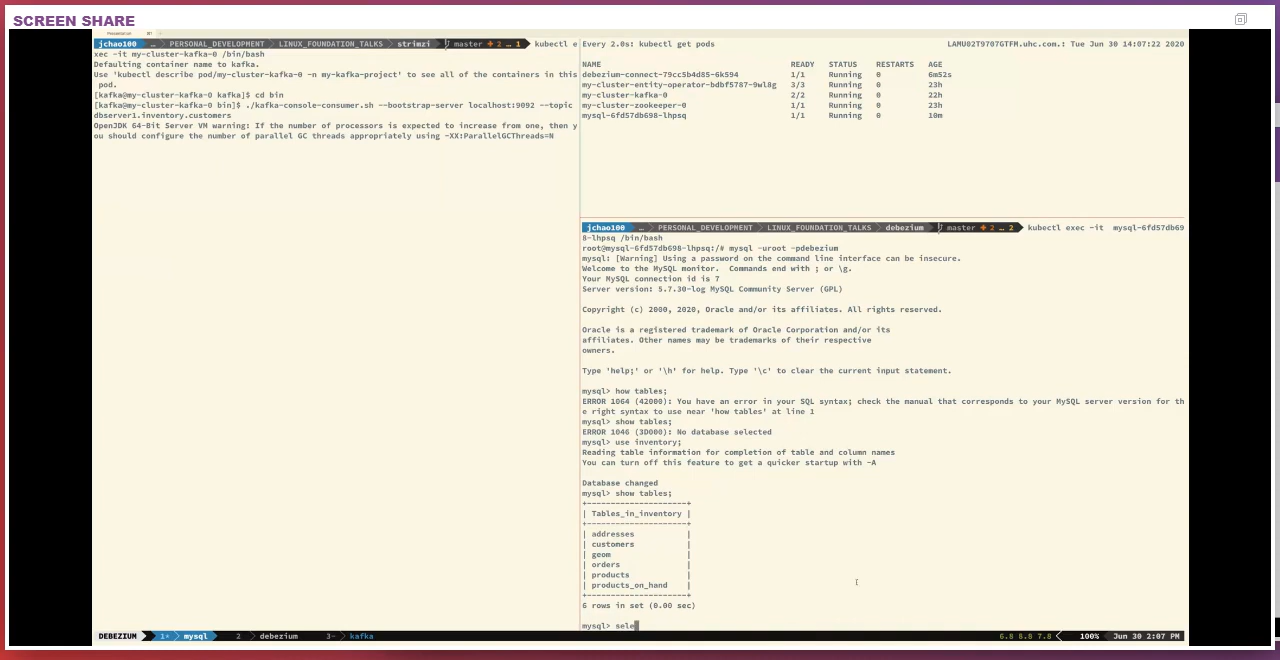 SCREEN SHARE
jchao100 … PERSONAL_DEVELOPMENT LINUX_FOUNDATION_TALKS strimzi master + 2 … 1 kubectl e
xec -it my-cluster-kafka-0 /bin/bash
Defaulting container name to kafka.
Use 'kubectl describe pod/my-cluster-kafka-0 -n my-kafka-project' to see all of the containers in this
pod.
[kafka@my-cluster-kafka-0 kafka]$ cd bin
[kafka@my-cluster-kafka-0 bin]$ ./kafka-console-consumer.sh --bootstrap-server localhost:9092 --topic
dbserver1.inventory.customers
OpenJDK 64-Bit Server VM warning: If the number of processors is expected to increase from one, then y
ou should configure the number of parallel GC threads appropriately using -XX:ParallelGCThreads=N
Every 2.0s: kubectl get pods LAMU02T9707GTFM.uhc.com.: Tue Jun 30 14:07:22 2020
NAME READY STATUS RESTARTS AGE
debezium-connect-79cc5b4d85-6k594 1/1 Running 0 6m52s
my-cluster-entity-operator-bdbf5787-9wl8g 3/3 Running 0 23h
my-cluster-kafka-0 2/2 Running 0 22h
my-cluster-zookeeper-0 1/1 Running 0 23h
mysql-6fd57db698-lhpsq 1/1 Running 0 10m
jchao100 … PERSONAL_DEVELOPMENT LINUX_FOUNDATION_TALKS debezium master + 2 … 2 kubectl exec -it mysql-6fd57db69
8-lhpsq /bin/bash
root@mysql-6fd57db698-lhpsq:/# mysql -uroot -pdebezium
mysql: [Warning] Using a password on the command line interface can be insecure.
Welcome to the MySQL monitor. Commands end with ; or \g.
Your MySQL connection id is 7
Server version: 5.7.30-log MySQL Community Server (GPL)
Copyright (c) 2000, 2020, Oracle and/or its affiliates. All rights reserved.
Oracle is a registered trademark of Oracle Corporation and/or its
affiliates. Other names may be trademarks of their respective
owners.
Type 'help;' or '\h' for help. Type '\c' to clear the current input statement.
mysql> how tables;
ERROR 1064 (42000): You have an error in your SQL syntax; check the manual that corresponds to your MySQL server version for th
e right syntax to use near 'how tables' at line 1
mysql> show tables;
ERROR 1046 (3D000): No database selected
mysql> use inventory;
Reading table information for completion of table and column names
You can turn off this feature to get a quicker startup with -A
Database changed
mysql> show tables;
+---------------------+
| Tables_in_inventory |
+---------------------+
| addresses |
| customers |
| geom |
| orders |
| products |
| products_on_hand |
+---------------------+
6 rows in set (0.00 sec)
mysql> sele
DEBEZIUM 1* mysql 2 debezium 3- kafka 6.8 8.8 7.8 100% Jun 30 2:07 PM